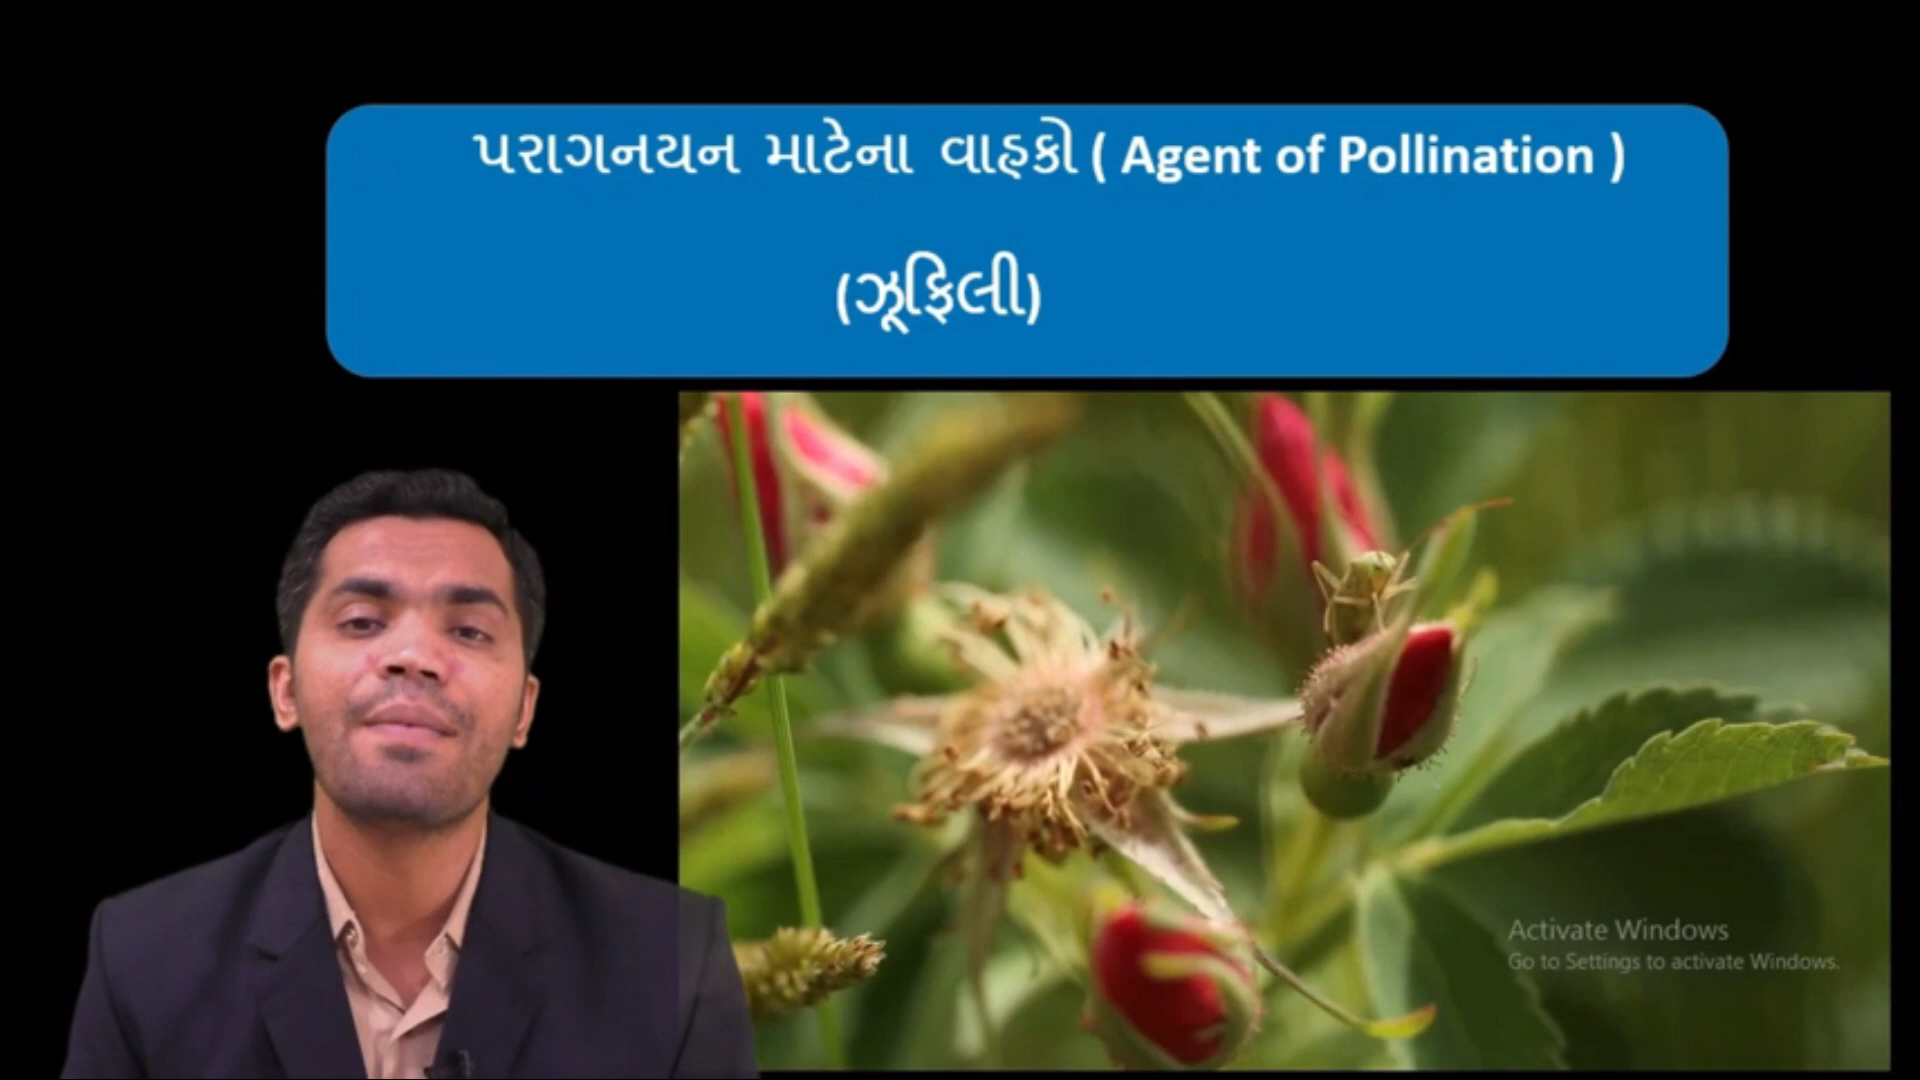 પરાગનયન માટેના વાહકો ( Agent of Pollination )
(ઝૂફિલી)
Activate Windows
Go to Settings to activate Windows.